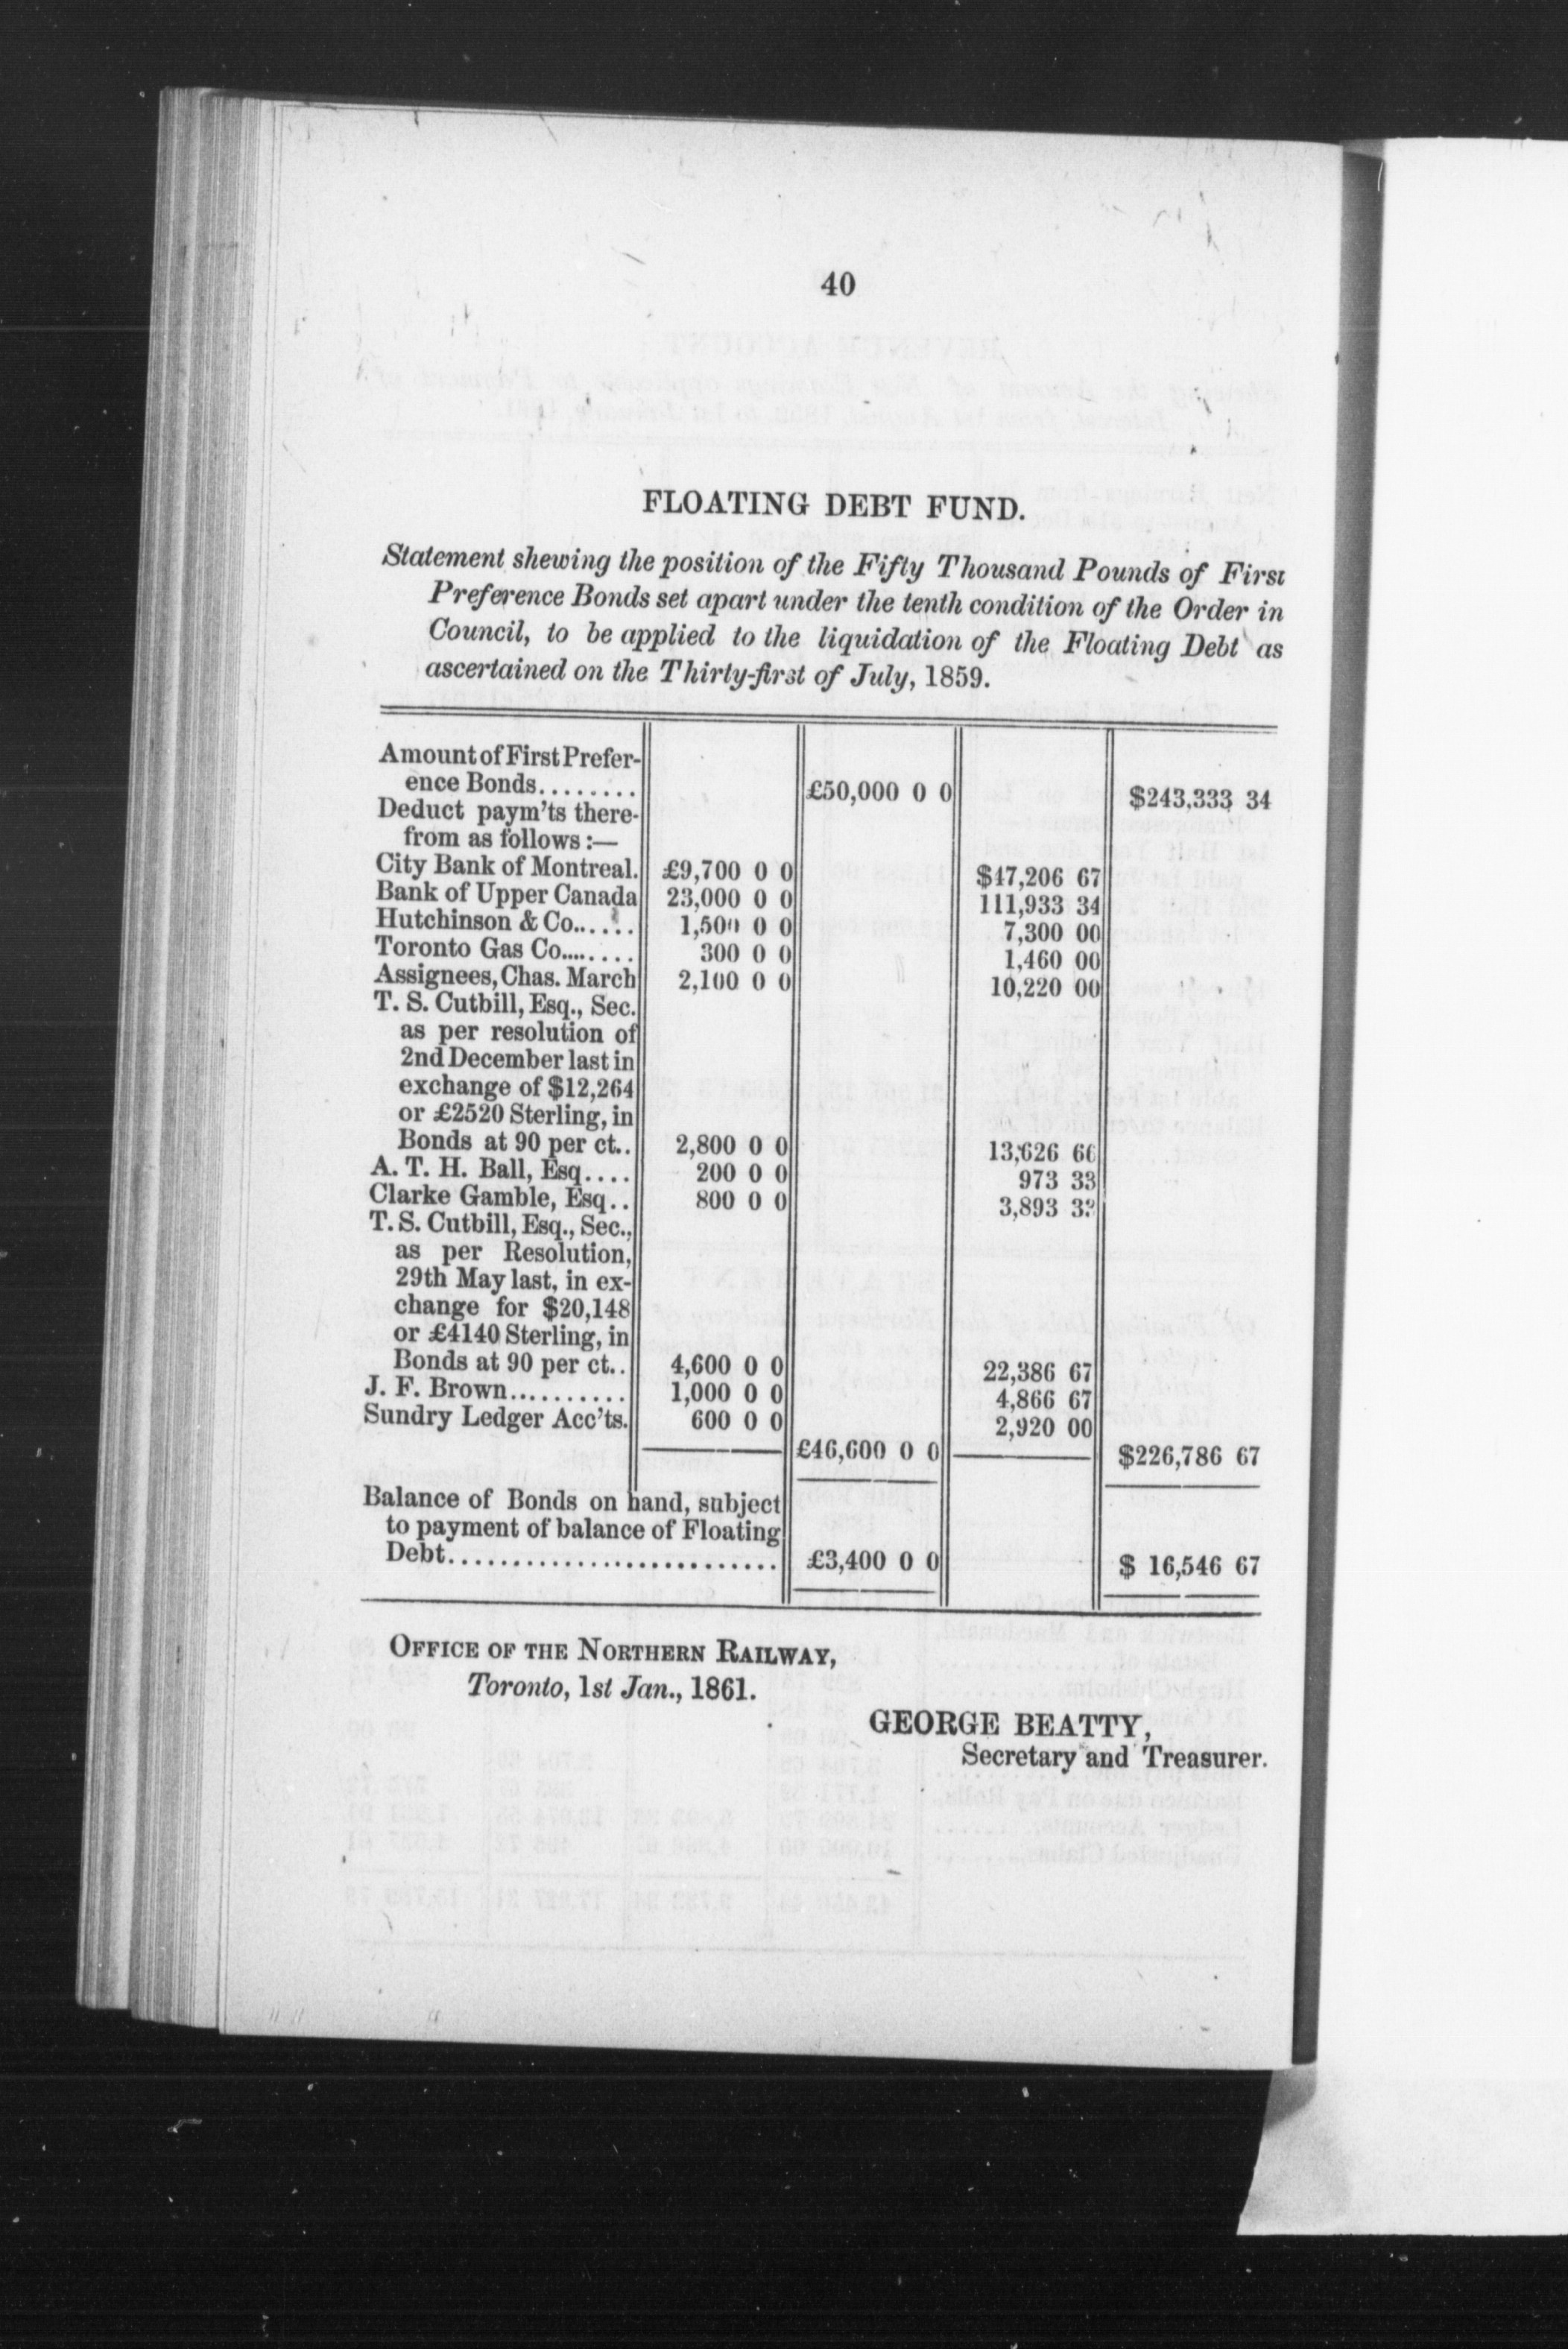 40
FLOATING DEBT FUND.
Statement shewing the position of the Fifty Thousand Pounds of First
Preference Bonds set apart under the tenth condition of the Order in
Council, to be applied to the liquidation of the Floating Debt as
ascertained on the Thirty-first of July, 1859.
Amount of First Prefer-
ence Bonds........ £50,000 0 0 $243,333 34
Deduct paym'ts there-
from as follows:—
City Bank of Montreal. £9,700 0 0 $47,206 67
Bank of Upper Canada 23,000 0 0 111,933 34
Hutchinson & Co...... 1,500 0 0 7,300 00
Toronto Gas Co........ 300 0 0 1,460 00
Assignees, Chas. March 2,100 0 0 10,220 00
T. S. Cutbill, Esq., Sec.
as per resolution of
2nd December last in
exchange of $12,264
or £2520 Sterling, in
Bonds at 90 per ct.. 2,800 0 0 13,626 66
A. T. H. Ball, Esq.... 200 0 0 973 33
Clarke Gamble, Esq.. 800 0 0 3,893 33
T. S. Cutbill, Esq., Sec.,
as per Resolution,
29th May last, in ex-
change for $20,148
or £4140 Sterling, in
Bonds at 90 per ct.. 4,600 0 0 22,386 67
J. F. Brown.......... 1,000 0 0 4,866 67
Sundry Ledger Acc'ts. 600 0 0 2,920 00
£46,600 0 0 $226,786 67
Balance of Bonds on hand, subject
to payment of balance of Floating
Debt.......................... £3,400 0 0 $ 16,546 67
OFFICE OF THE NORTHERN RAILWAY,
Toronto, 1st Jan., 1861.
GEORGE BEATTY,
Secretary and Treasurer.